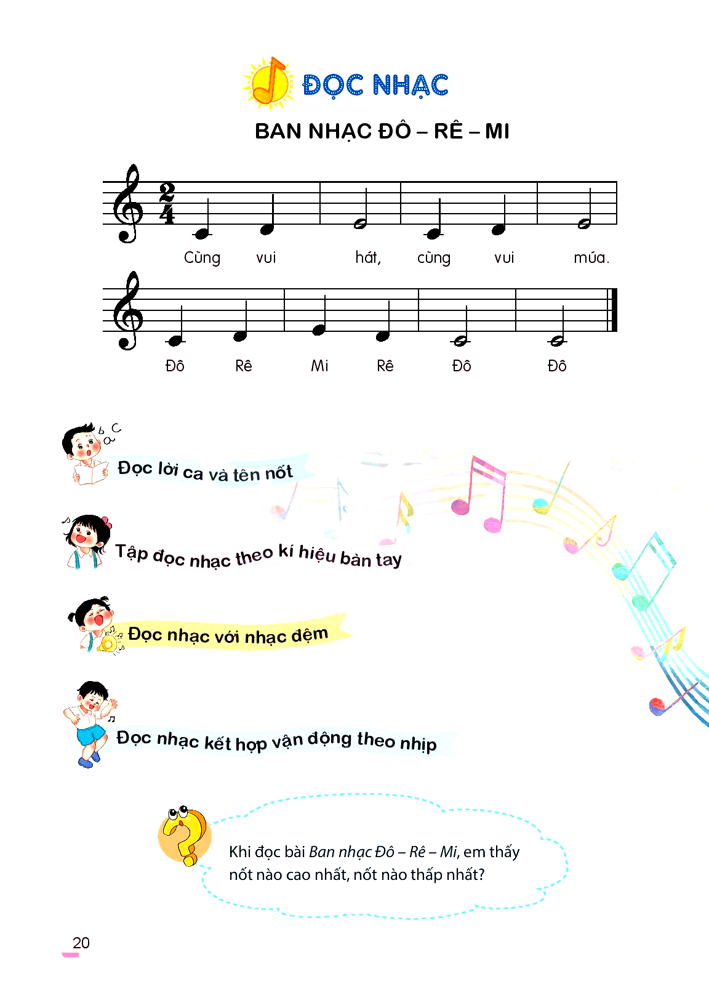 ĐỌC NHẠC
BAN NHẠC ĐÔ – RÊ – MI
2
4
Cùng vui hát, cùng vui múa.
Đô Rê Mi Rê Đô Đô
b a C
Đọc lời ca và tên nốt
Tập đọc nhạc theo kí hiệu bàn tay
Đọc nhạc với nhạc đệm
Đọc nhạc kết hợp vận động theo nhịp
Khi đọc bài Ban nhạc Đô – Rê – Mi, em thấy
nốt nào cao nhất, nốt nào thấp nhất?
20